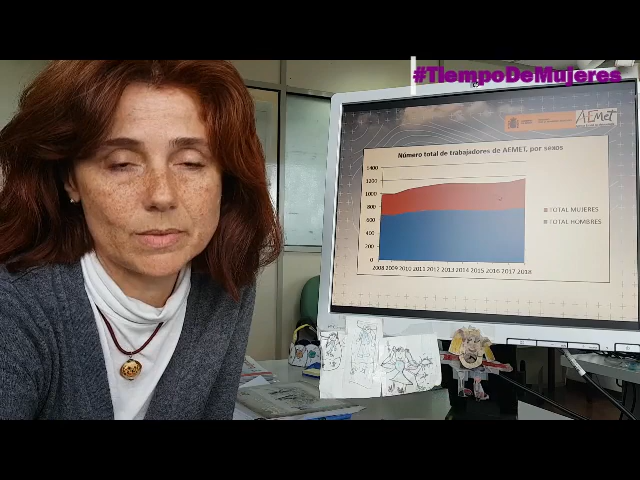 #TiempoDeMujeres
AEMet
Número total de trabajadores de AEMET, por sexos
1400
1200
1000
800
600
400
200
0
2008 2009 2010 2011 2012 2013 2014 2015 2016 2017 2018
TOTAL MUJERES
TOTAL HOMBRES